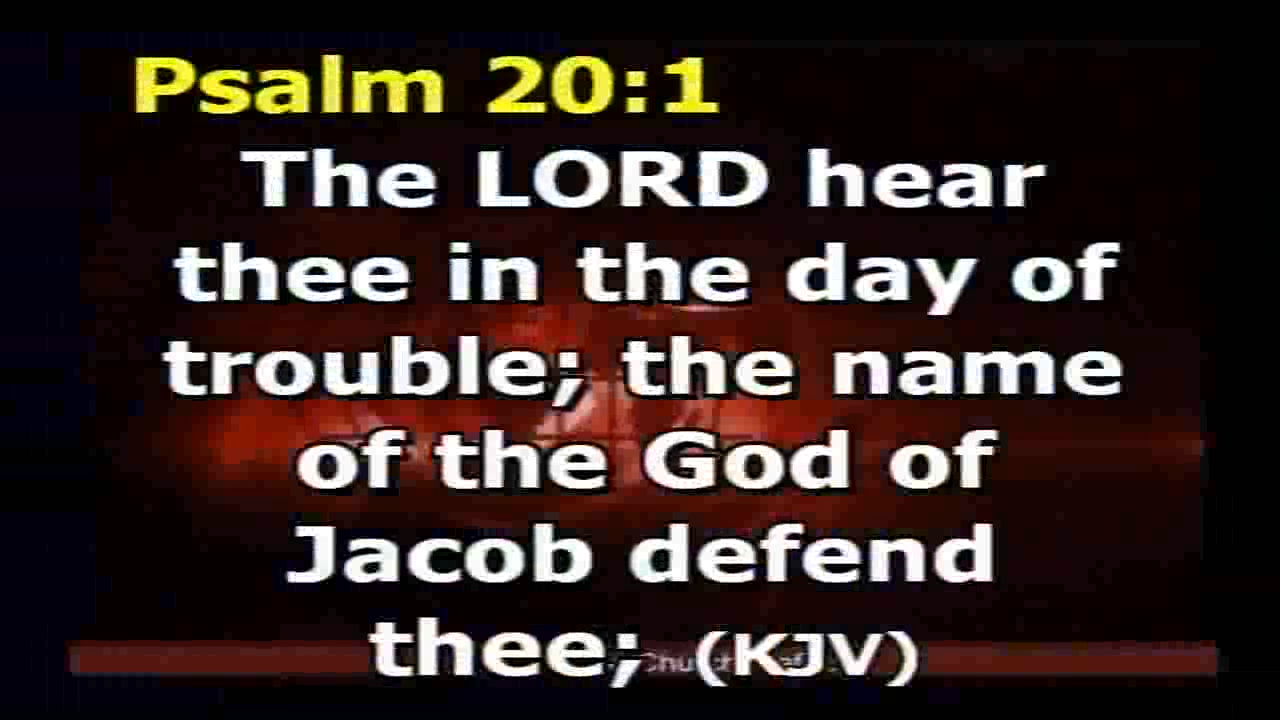 Psalm 20:1
The LORD hear
thee in the day of
trouble; the name
of the God of
Jacob defend
thee; (KJV)